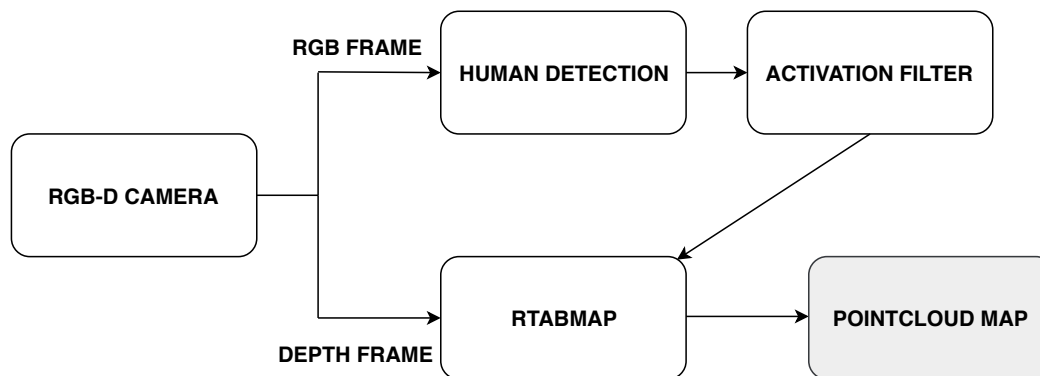 RGB FRAME
HUMAN DETECTION
ACTIVATION FILTER
RGB-D CAMERA
RTABMAP
POINTCLOUD MAP
DEPTH FRAME